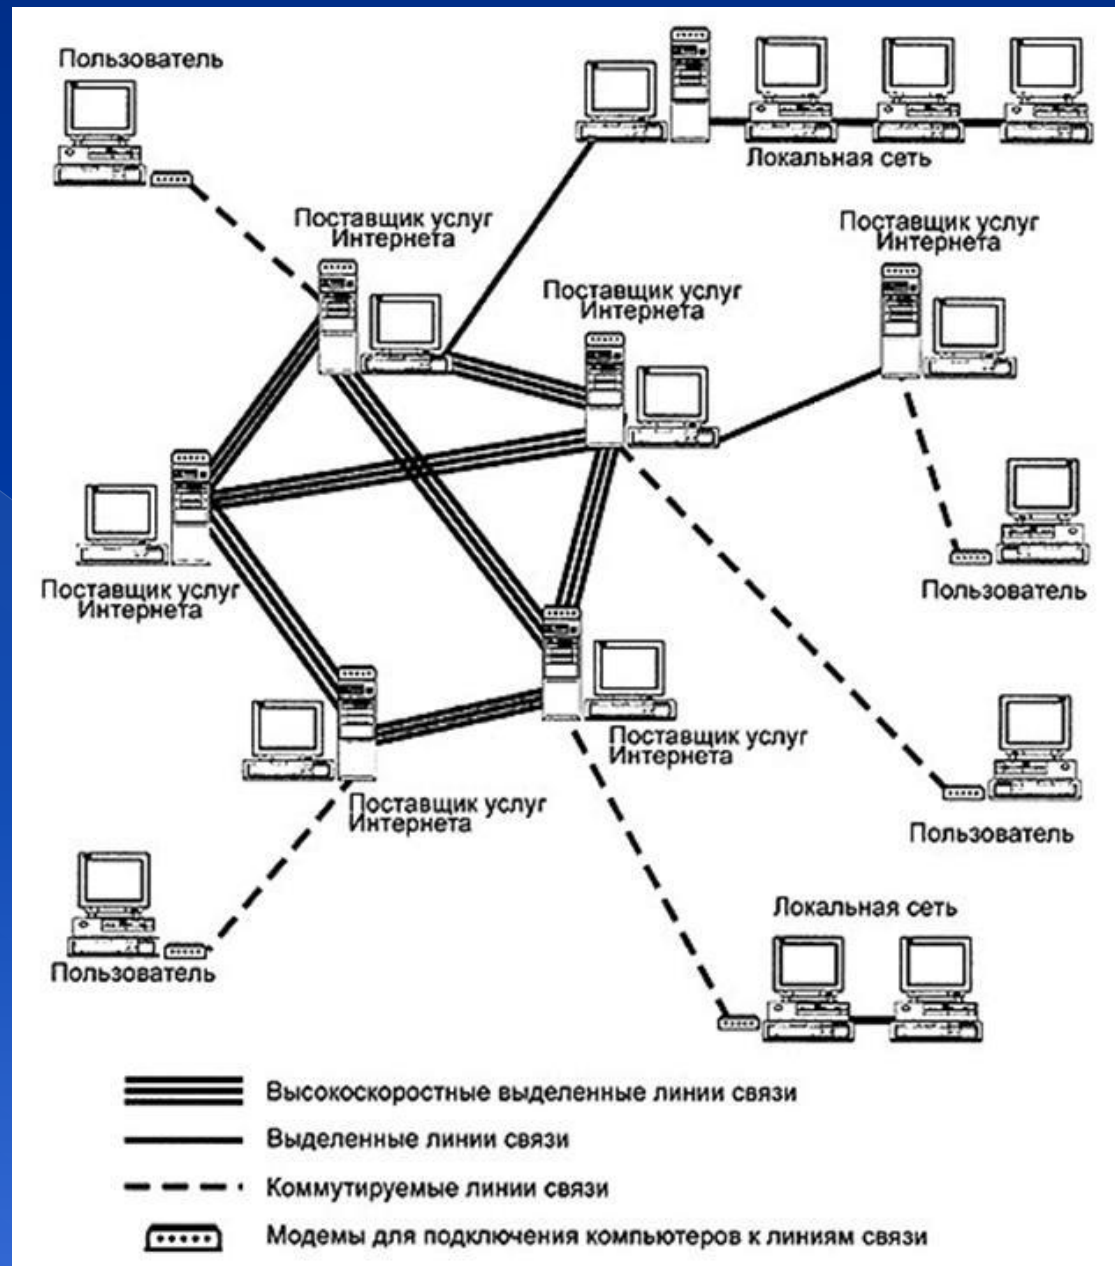 Пользователь
Локальная сеть
Поставщик услуг
Интернета
Поставщик услуг
Интернета
Поставщик услуг
Интернета
Поставщик услуг
Интернета
Пользователь
Поставщик услуг
Интернета
Поставщик услуг
Интернета
Пользователь
Пользователь
Локальная сеть
Высокоскоростные выделенные линии связи
Выделенные линии связи
Коммутируемые линии связи
Модемы для подключения компьютеров к линиям связи